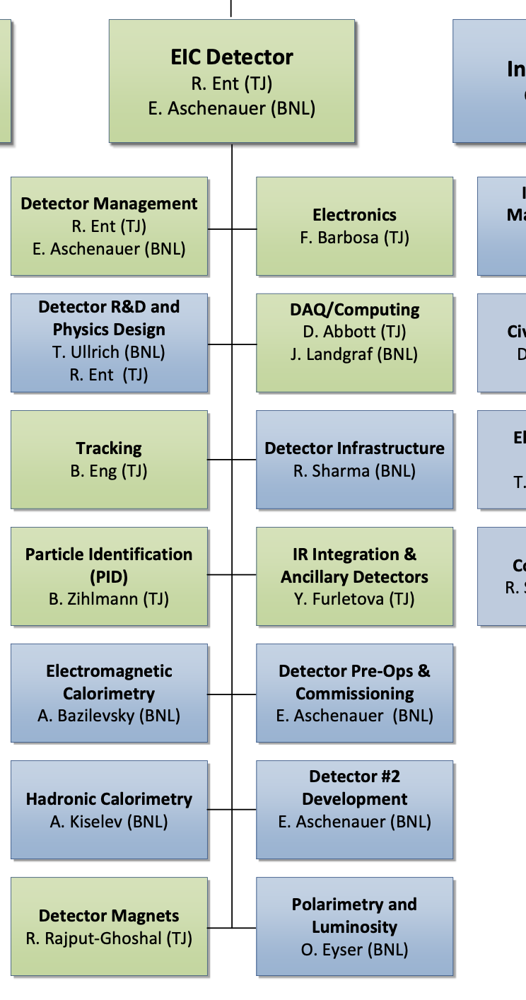 EIC Detector
R. Ent (TJ)
E. Aschenauer (BNL)
Detector Management
R. Ent (TJ)
E. Aschenauer (BNL)
Electronics
F. Barbosa (TJ)
Detector R&D and
Physics Design
T. Ullrich (BNL)
R. Ent (TJ)
DAQ/Computing
D. Abbott (TJ)
J. Landgraf (BNL)
Tracking
B. Eng (TJ)
Detector Infrastructure
R. Sharma (BNL)
Particle Identification
(PID)
B. Zihlmann (TJ)
IR Integration &
Ancillary Detectors
Y. Furletova (TJ)
Electromagnetic
Calorimetry
A. Bazilevsky (BNL)
Detector Pre-Ops &
Commissioning
E. Aschenauer (BNL)
Hadronic Calorimetry
A. Kiselev (BNL)
Detector #2
Development
E. Aschenauer (BNL)
Detector Magnets
R. Rajput-Ghoshal (TJ)
Polarimetry and
Luminosity
O. Eyser (BNL)